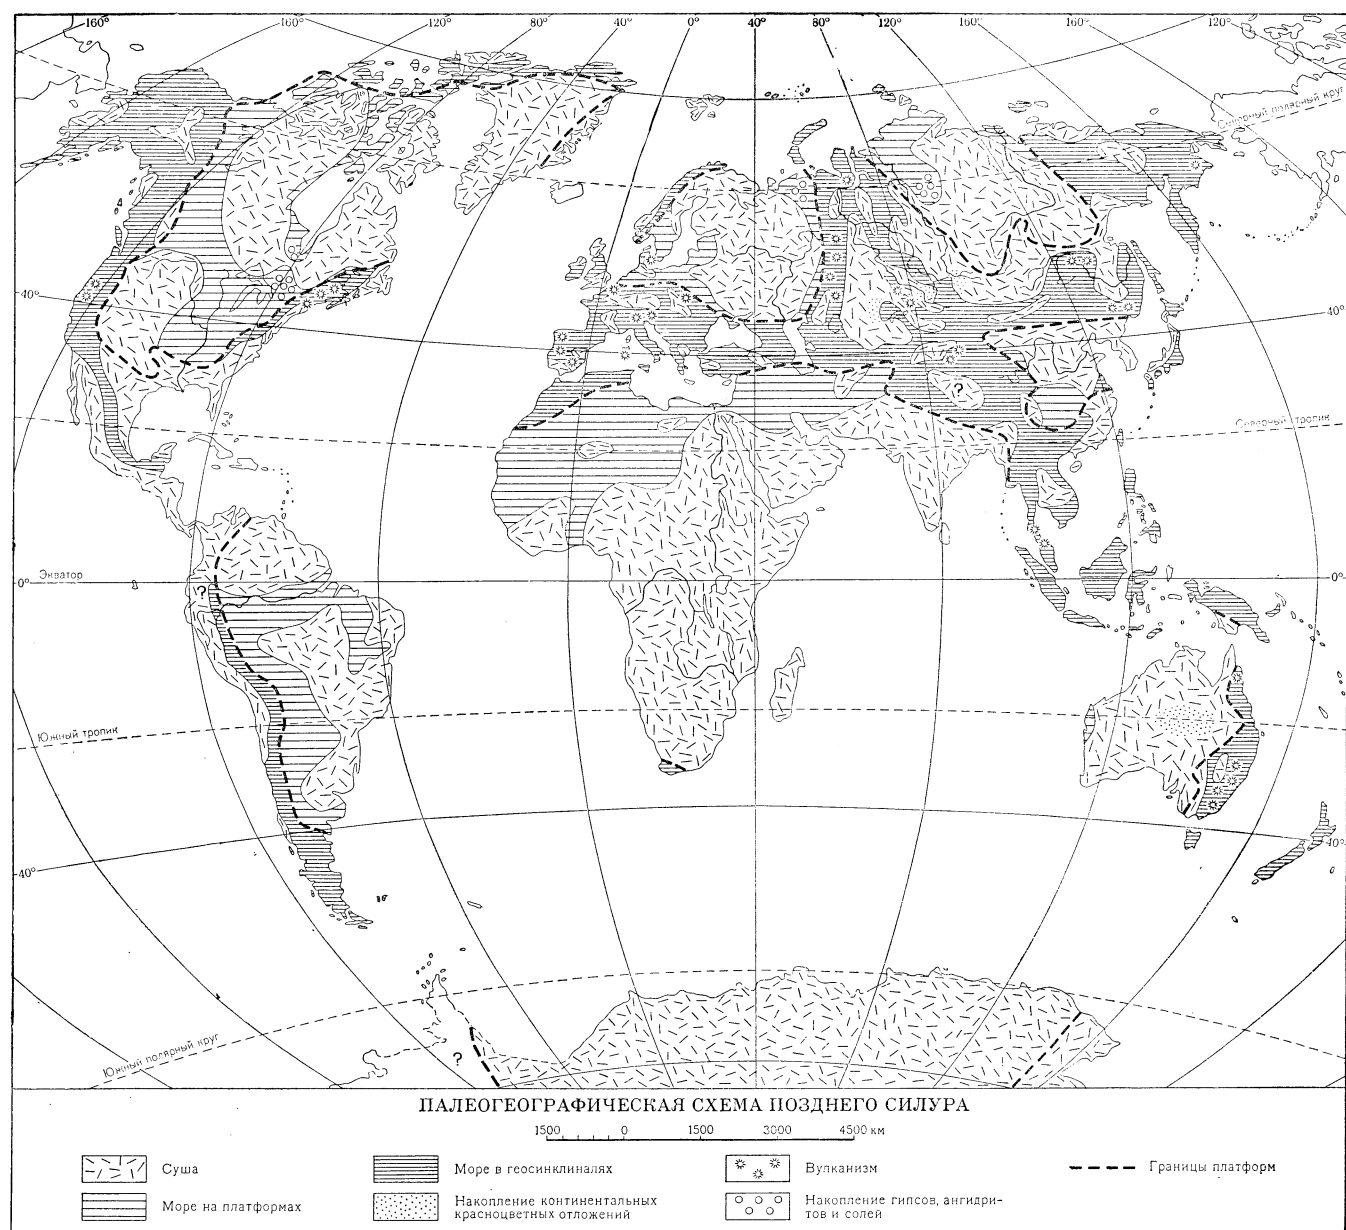 160° 160° 120° 80° 40° 0° 40° 80° 120° 160° 160° 120°
Северный полярный круг
40°
40°
?
Северный тропик
0° Экватор
0°
?
Южный тропик
40°
40°
Южный полярный круг
?
ПАЛЕОГЕОГРАФИЧЕСКАЯ СХЕМА ПОЗДНЕГО СИЛУРА
1500 0 1500 3000 4500 км
Суша
Море в геосинклиналях
Вулканизм
Границы платформ
Море на платформах
Накопление континентальных
красноцветных отложений
Накопление гипсов, ангидри-
тов и солей